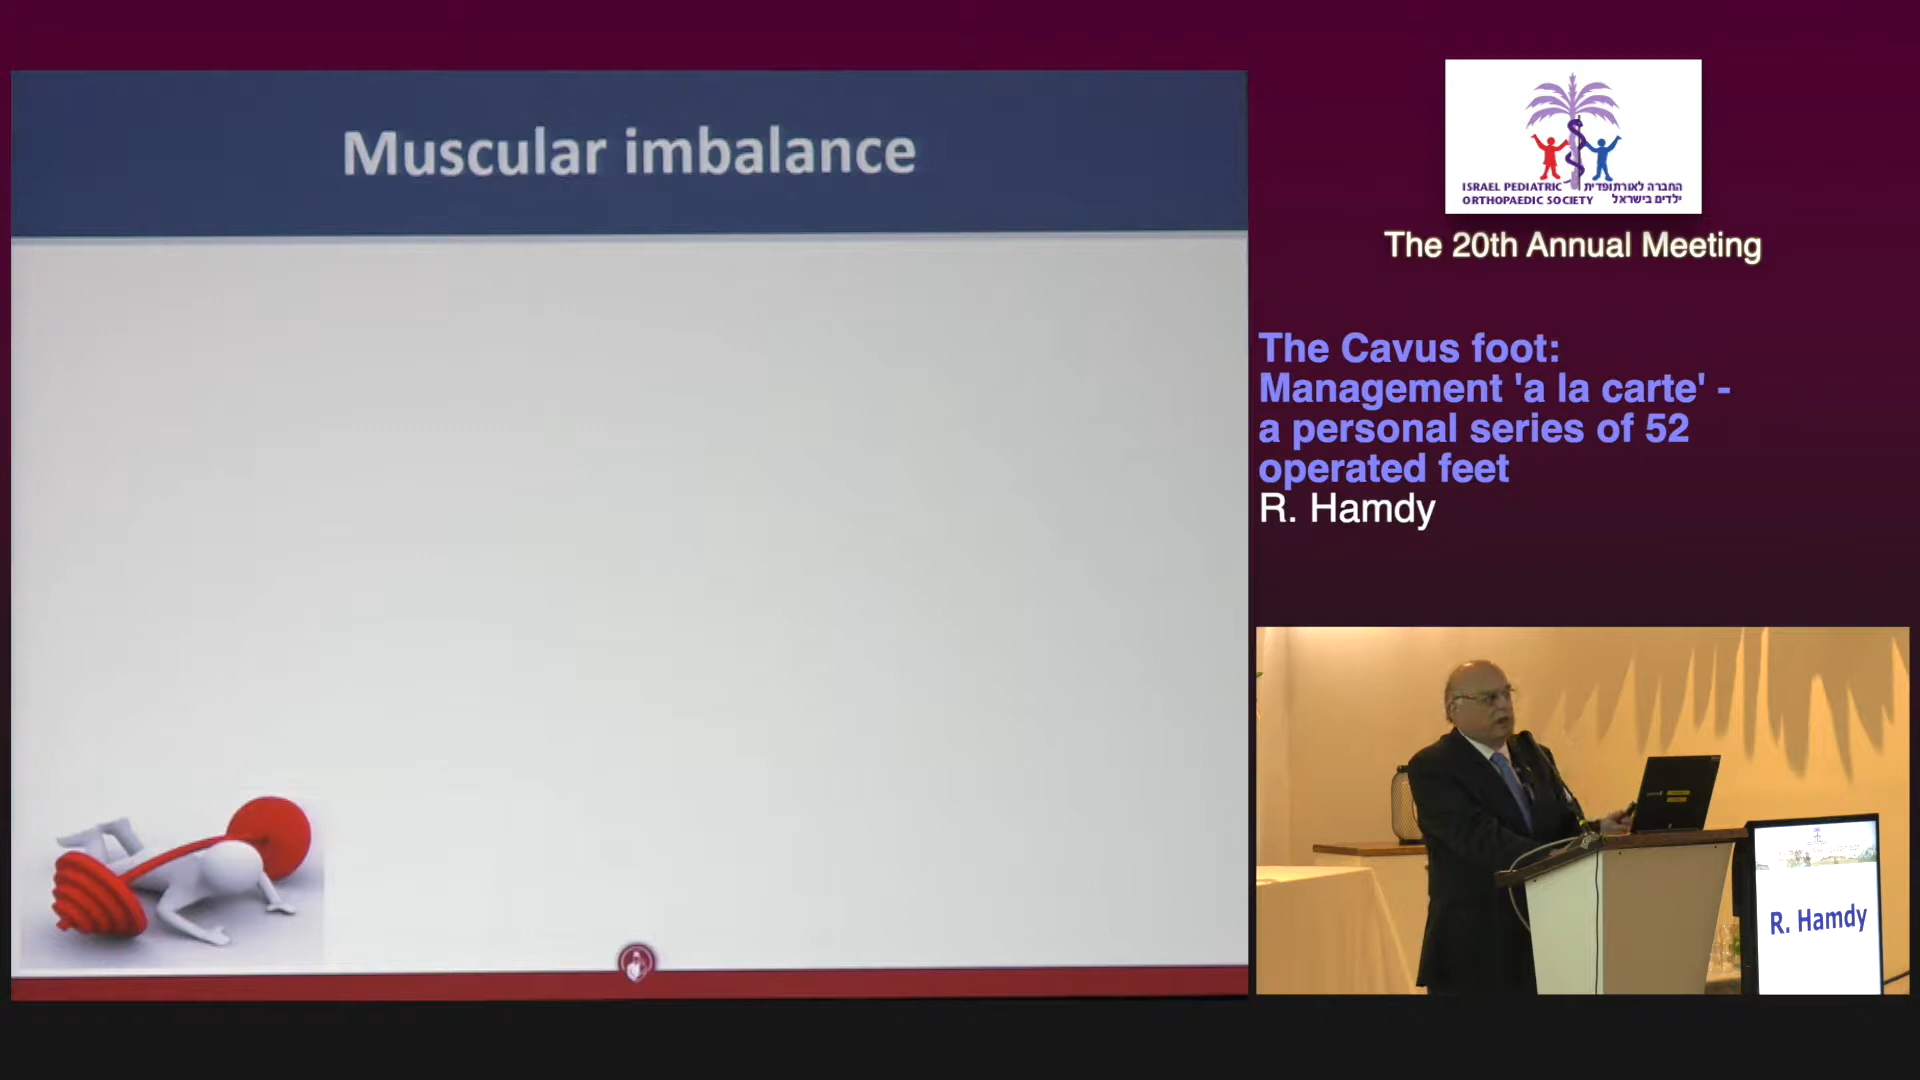 Muscular imbalance
ISRAEL PEDIATRIC החברה לאורתופדית
ORTHOPAEDIC SOCIETY ילדים בישראל
The 20th Annual Meeting
The Cavus foot:
Management 'a la carte' -
a personal series of 52
operated feet
R. Hamdy
R. Hamdy